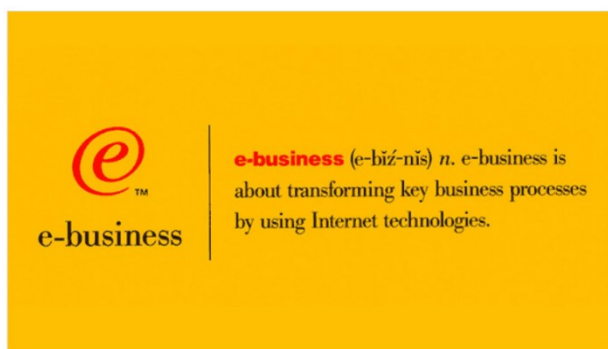 e
™
e-business
e-business (e-bĭź-nĭs) n. e-business is
about transforming key business processes
by using Internet technologies.